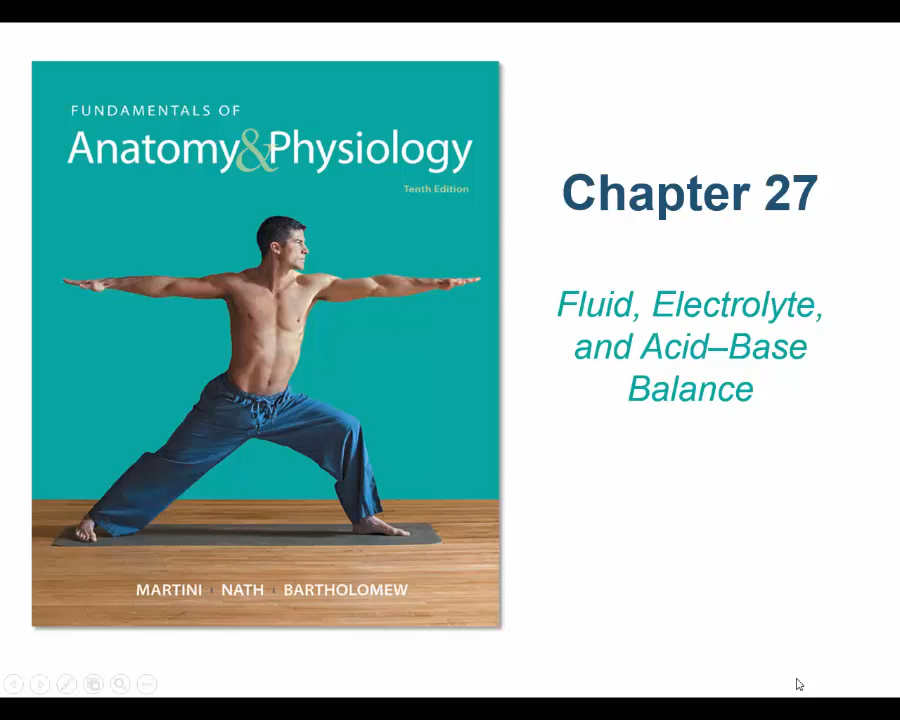 FUNDAMENTALS OF
Anatomy & Physiology
Tenth Edition
MARTINI NATH BARTHOLOMEW
Chapter 27
Fluid, Electrolyte,
and Acid–Base
Balance